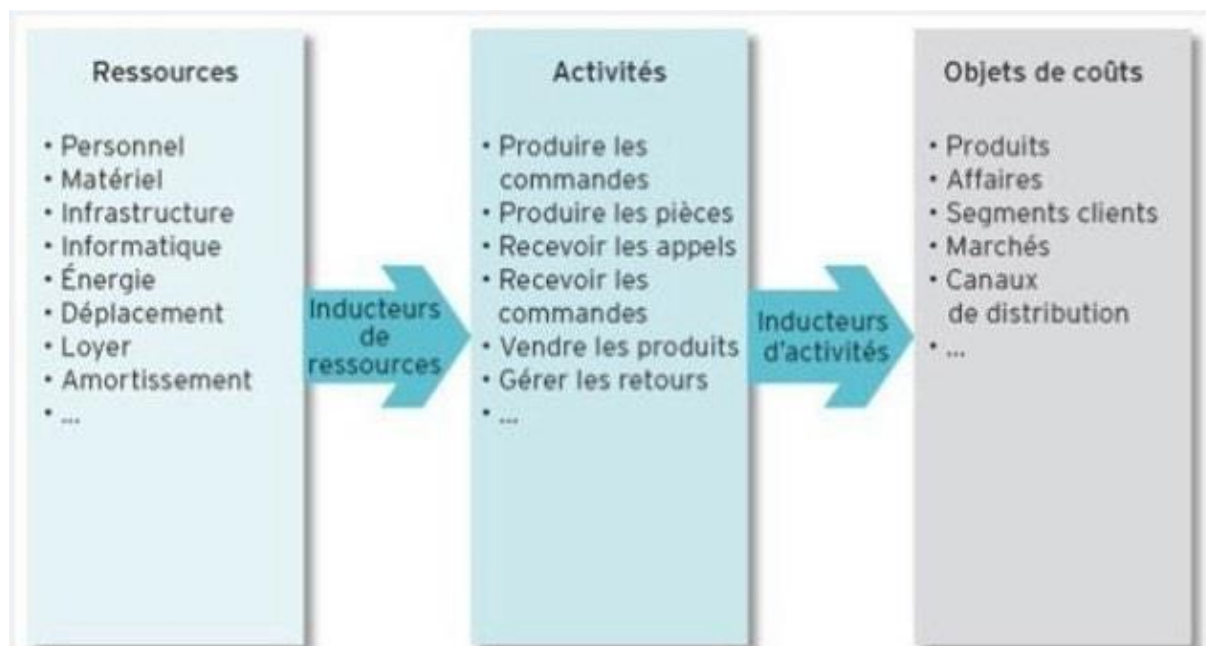 Ressources
• Personnel
• Matériel
• Infrastructure
• Informatique
• Énergie
• Déplacement
• Loyer
• Amortissement
• ...
Inducteurs
de
ressources
Activités
• Produire les
commandes
• Produire les pièces
• Recevoir les appels
• Recevoir les
commandes
• Vendre les produits
• Gérer les retours
• ...
Inducteurs
d'activités
Objets de coûts
• Produits
• Affaires
• Segments clients
• Marchés
• Canaux
de distribution
• ...